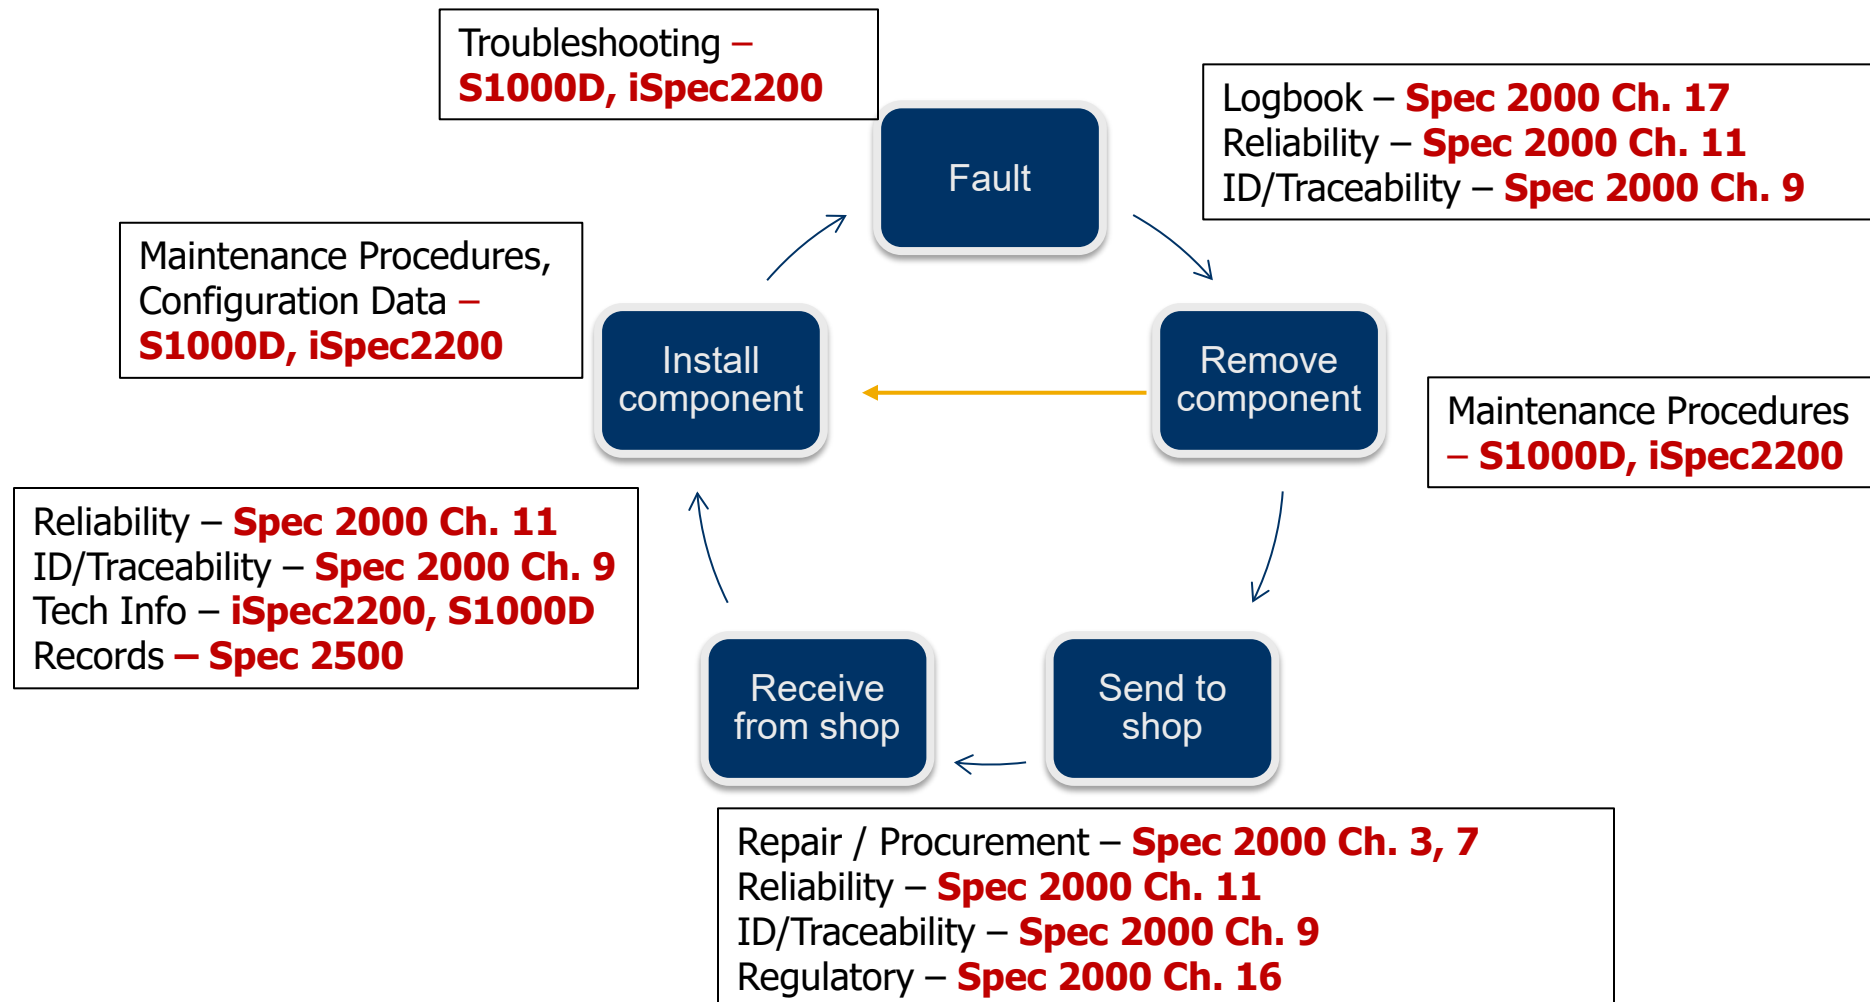 Troubleshooting –
S1000D, iSpec2200
Logbook – Spec 2000 Ch. 17
Reliability – Spec 2000 Ch. 11
ID/Traceability – Spec 2000 Ch. 9
Fault
Maintenance Procedures,
Configuration Data –
S1000D, iSpec2200
Install
component
Remove
component
Maintenance Procedures
– S1000D, iSpec2200
Reliability – Spec 2000 Ch. 11
ID/Traceability – Spec 2000 Ch. 9
Tech Info – iSpec2200, S1000D
Records – Spec 2500
Receive
from shop
Send to
shop
Repair / Procurement – Spec 2000 Ch. 3, 7
Reliability – Spec 2000 Ch. 11
ID/Traceability – Spec 2000 Ch. 9
Regulatory – Spec 2000 Ch. 16